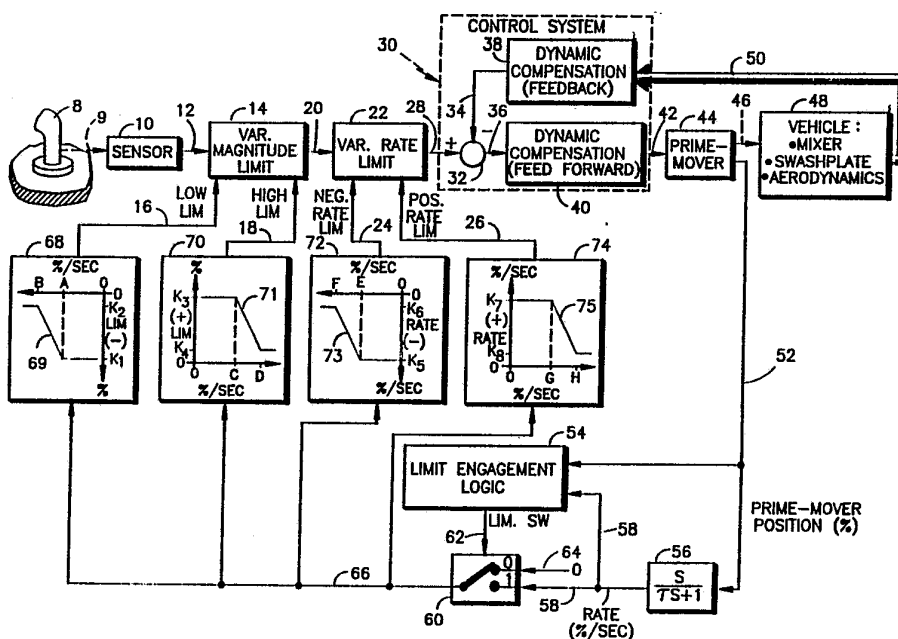 CONTROL SYSTEM
30
38
DYNAMIC
COMPENSATION
(FEEDBACK)
50
8
9
10
SENSOR
12
14
VAR.
MAGNITUDE
LIMIT
20
22
VAR. RATE
LIMIT
28
+
34
−
32
36
DYNAMIC
COMPENSATION
(FEED FORWARD)
40
42
44
PRIME-
MOVER
46
48
VEHICLE:
•MIXER
•SWASHPLATE
•AERODYNAMICS
LOW
LIM
HIGH
LIM
NEG.
RATE
LIM
POS.
RATE
LIM
16
18
24
26
68
%/SEC
B
A
0
0
K2
LIM
(−)
K1
%
69
70
%
K3
(+)
LIM
K4
0
0
C
D
%/SEC
71
72
%/SEC
F
E
0
0
K6
RATE
(−)
K5
%/SEC
73
74
%/SEC
K7
(+)
RATE
K8
0
0
G
H
%/SEC
75
52
54
LIMIT ENGAGEMENT
LOGIC
LIM. SW
62
58
PRIME-MOVER
POSITION (%)
56
S
τS+1
60
0
1
64
0
58
RATE
(%/SEC)
66